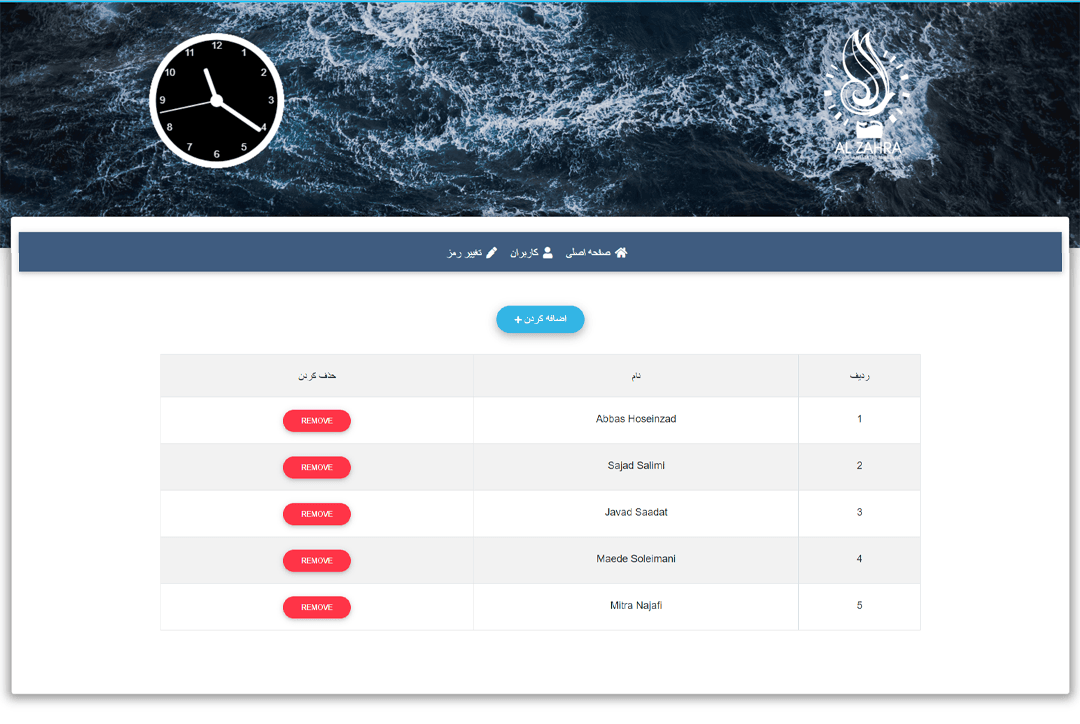 12
11
1
10
2
9
3
8
4
7
5
6
AL ZAHRA
صفحه اصلی کاربران تغییر رمز
اضافه کردن +
ردیف نام حذف کردن
1 Abbas Hoseinzad REMOVE
2 Sajad Salimi REMOVE
3 Javad Saadat REMOVE
4 Maede Soleimani REMOVE
5 Mitra Najafi REMOVE